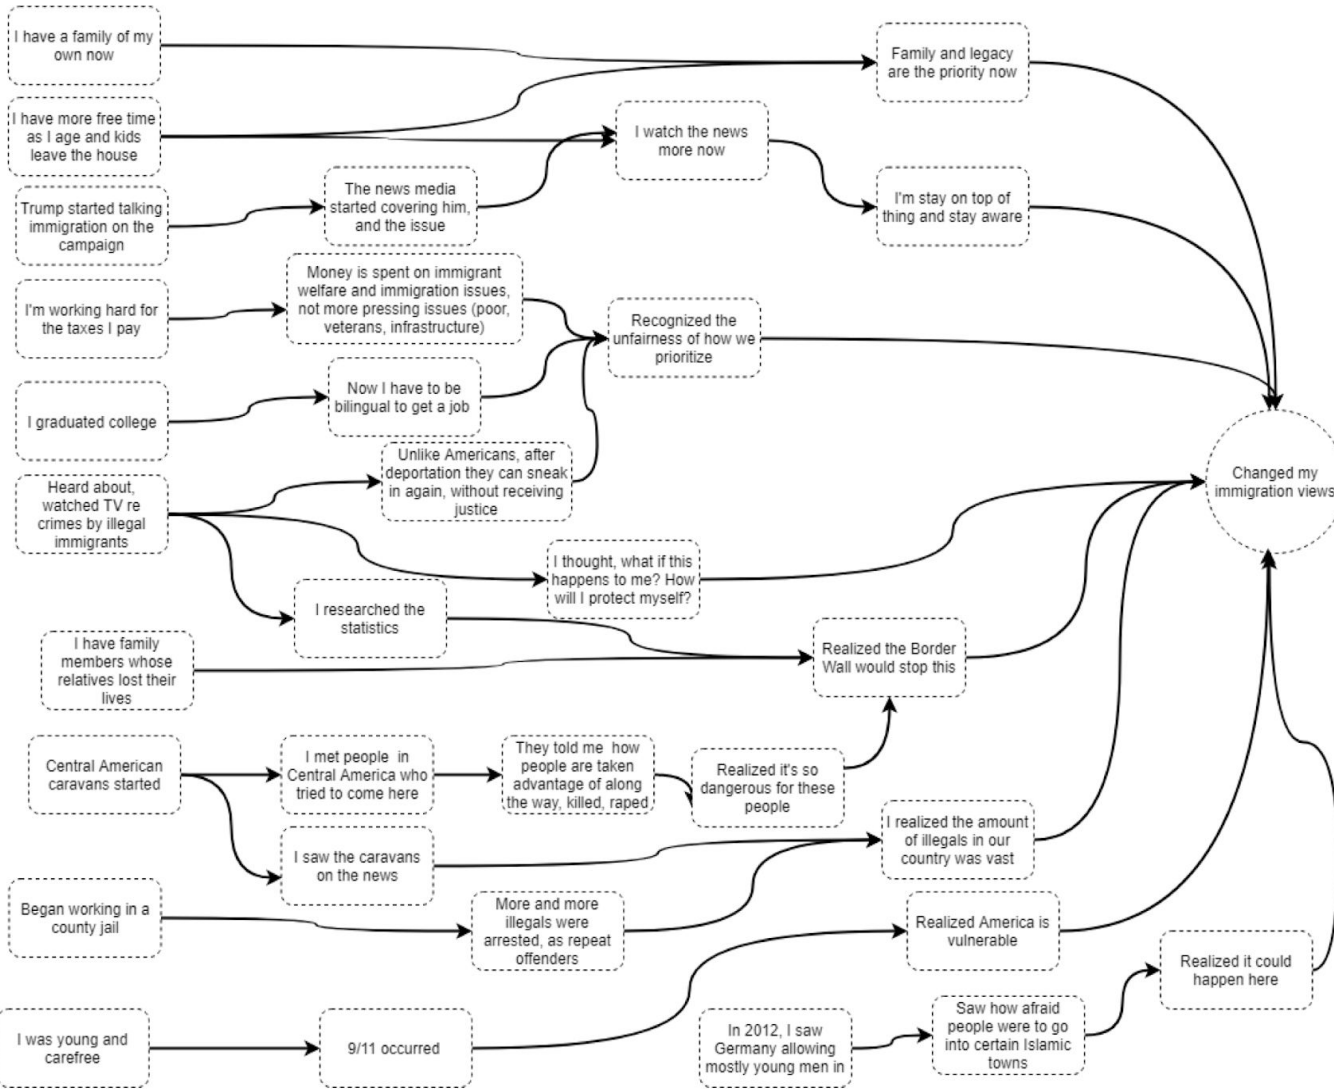 I have a family of my
own now
Family and legacy
are the priority now
I have more free time
as I age and kids
leave the house
I watch the news
more now
Trump started talking
immigration on the
campaign
The news media
started covering him,
and the issue
I'm stay on top of
thing and stay aware
I'm working hard for
the taxes I pay
Money is spent on immigrant
welfare and immigration issues,
not more pressing issues (poor,
veterans, infrastructure)
Recognized the
unfairness of how we
prioritize
I graduated college
Now I have to be
bilingual to get a job
Heard about,
watched TV re
crimes by illegal
immigrants
Unlike Americans, after
deportation they can sneak
in again, without receiving
justice
Changed my
immigration views
I thought, what if this
happens to me? How
will I protect myself?
I researched the
statistics
I have family
members whose
relatives lost their
lives
Realized the Border
Wall would stop this
Central American
caravans started
I met people in
Central America who
tried to come here
They told me how
people are taken
advantage of along
the way, killed, raped
Realized it's so
dangerous for these
people
I saw the caravans
on the news
I realized the amount
of illegals in our
country was vast
Began working in a
county jail
More and more
illegals were
arrested, as repeat
offenders
Realized America is
vulnerable
Realized it could
happen here
I was young and
carefree
9/11 occurred
In 2012, I saw
Germany allowing
mostly young men in
Saw how afraid
people were to go
into certain Islamic
towns